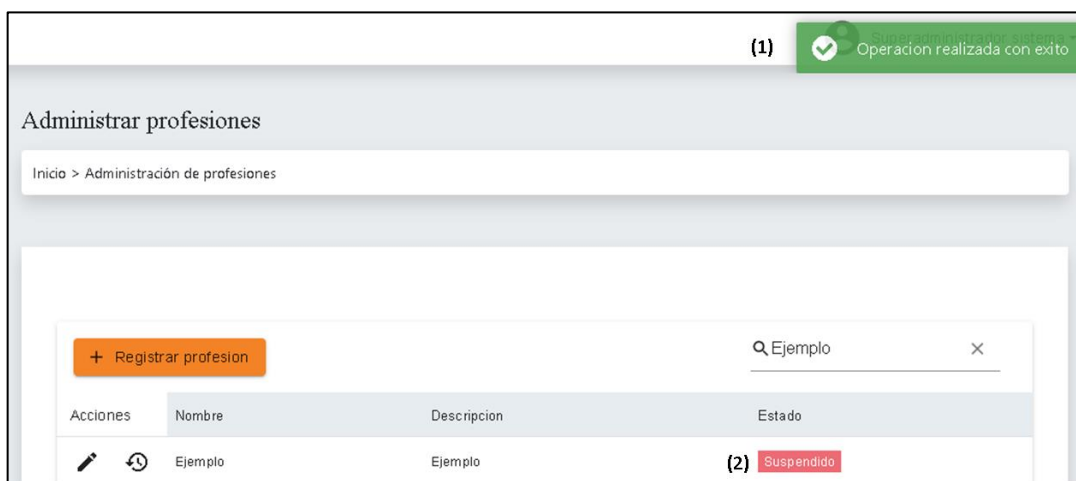 Superadministrador sistema
(1) Operacion realizada con exito
Administrar profesiones
Inicio > Administración de profesiones
+ Registrar profesion
Ejemplo
Acciones Nombre Descripcion Estado
Ejemplo Ejemplo (2) Suspendido